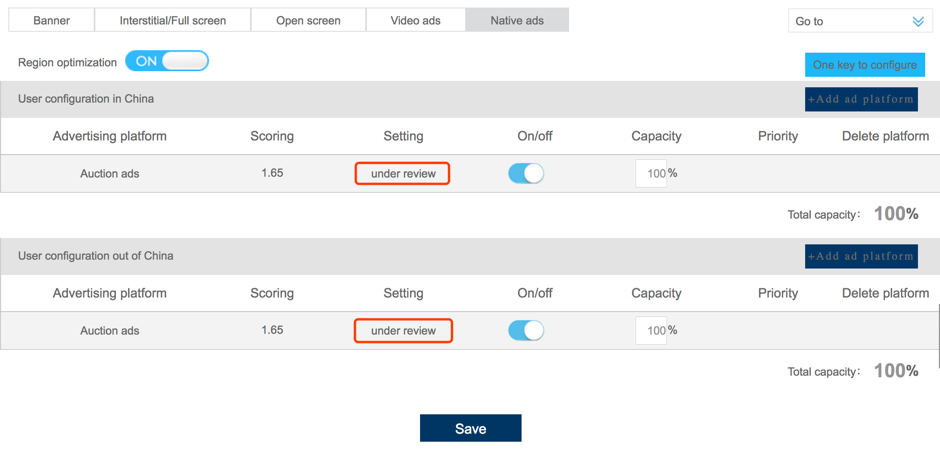 Banner Interstitial/Full screen Open screen Video ads Native ads Go to
Region optimization ON One key to configure
User configuration in China +Add ad platform
Advertising platform Scoring Setting On/off Capacity Priority Delete platform
Auction ads 1.65 under review 100%
Total capacity: 100%
User configuration out of China +Add ad platform
Advertising platform Scoring Setting On/off Capacity Priority Delete platform
Auction ads 1.65 under review 100%
Total capacity: 100%
Save